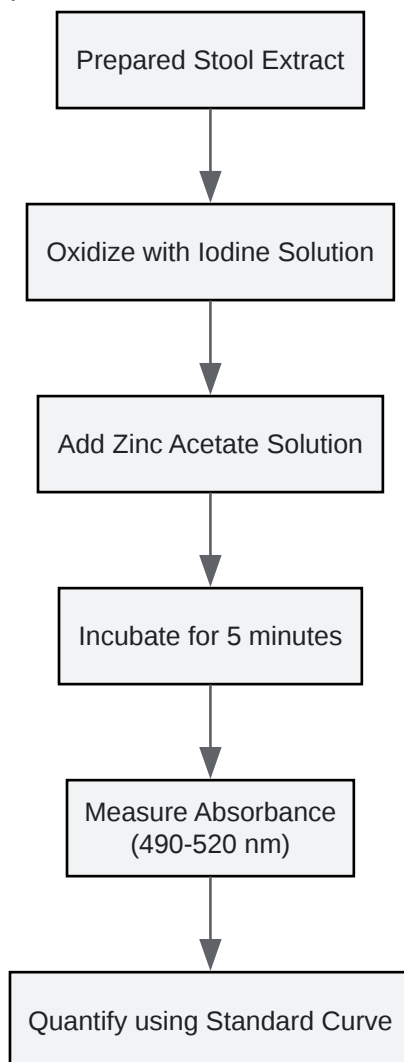 Prepared Stool Extract
Oxidize with Iodine Solution
Add Zinc Acetate Solution
Incubate for 5 minutes
Measure Absorbance
(490-520 nm)
Quantify using Standard Curve